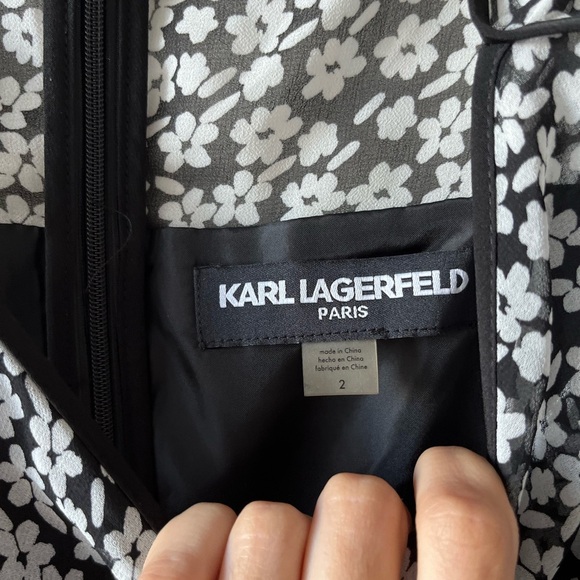 KARL LAGERFELD
PARIS
made in China
hecho en China
fabriqué en Chine
2